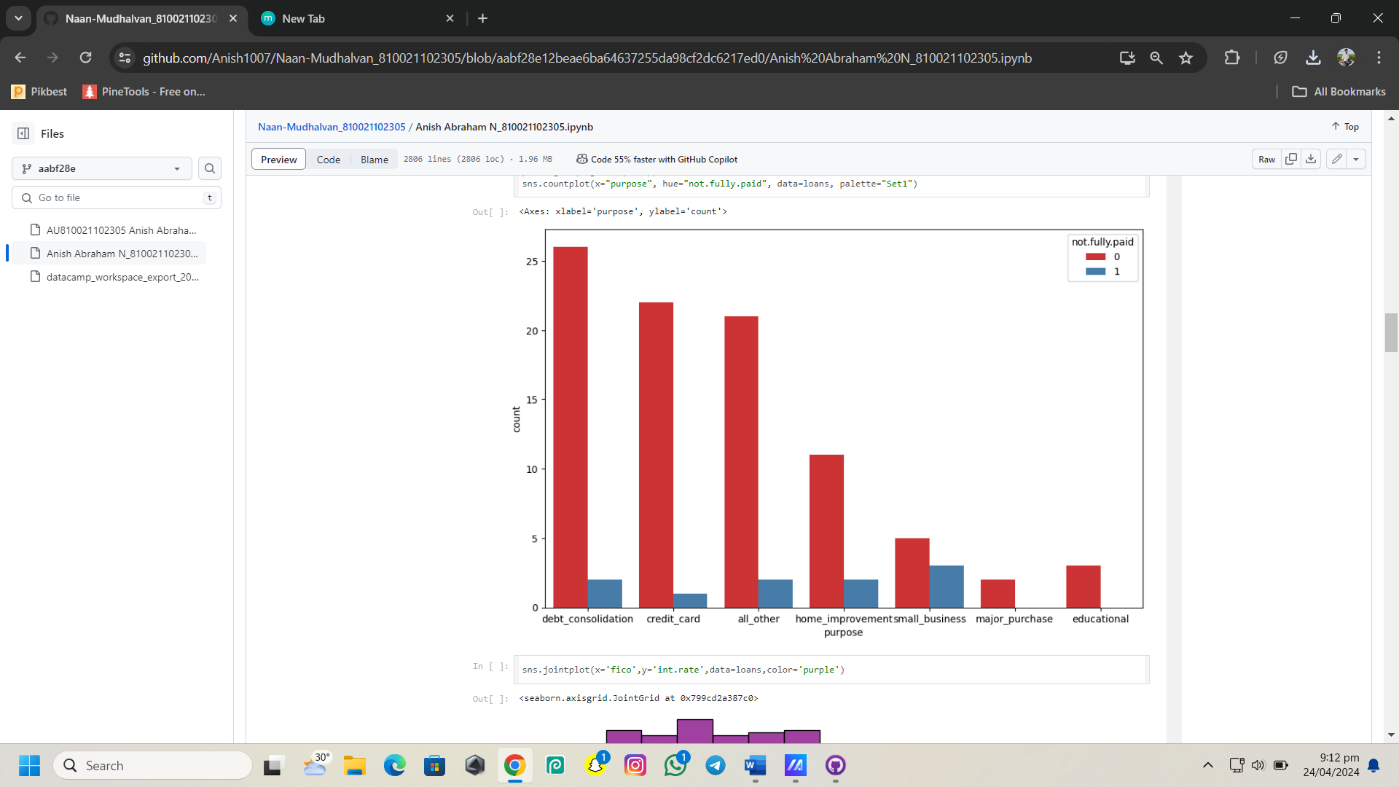 Naan-Mudhalvan_81002110230
New Tab
github.com/Anish1007/Naan-Mudhalvan_810021102305/blob/aabf28e12beae6ba64637255da98cf2dc6217ed0/Anish%20Abraham%20N_810021102305.ipynb
Pikbest
PineTools - Free on...
All Bookmarks
Files
Naan-Mudhalvan_810021102305 / Anish Abraham N_810021102305.ipynb
Top
aabf28e
Preview
Code
Blame
2806 lines (2806 loc) · 1.96 MB
Code 55% faster with GitHub Copilot
Raw
Go to file
t
AU810021102305 Anish Abraha...
Anish Abraham N_81002110230...
datacamp_workspace_export_20...
sns.countplot(x="purpose", hue="not.fully.paid", data=loans, palette="Set1")
Out[ ]:
<Axes: xlabel='purpose', ylabel='count'>
not.fully.paid
0
1
25
20
15
10
5
0
count
debt_consolidation
credit_card
all_other
home_improvement
small_business
major_purchase
educational
purpose
In [ ]:
sns.jointplot(x='fico',y='int.rate',data=loans,color='purple')
Out[ ]:
<seaborn.axisgrid.JointGrid at 0x799cd2a387c0>
Search
30°
1
1
9:12 pm
24/04/2024